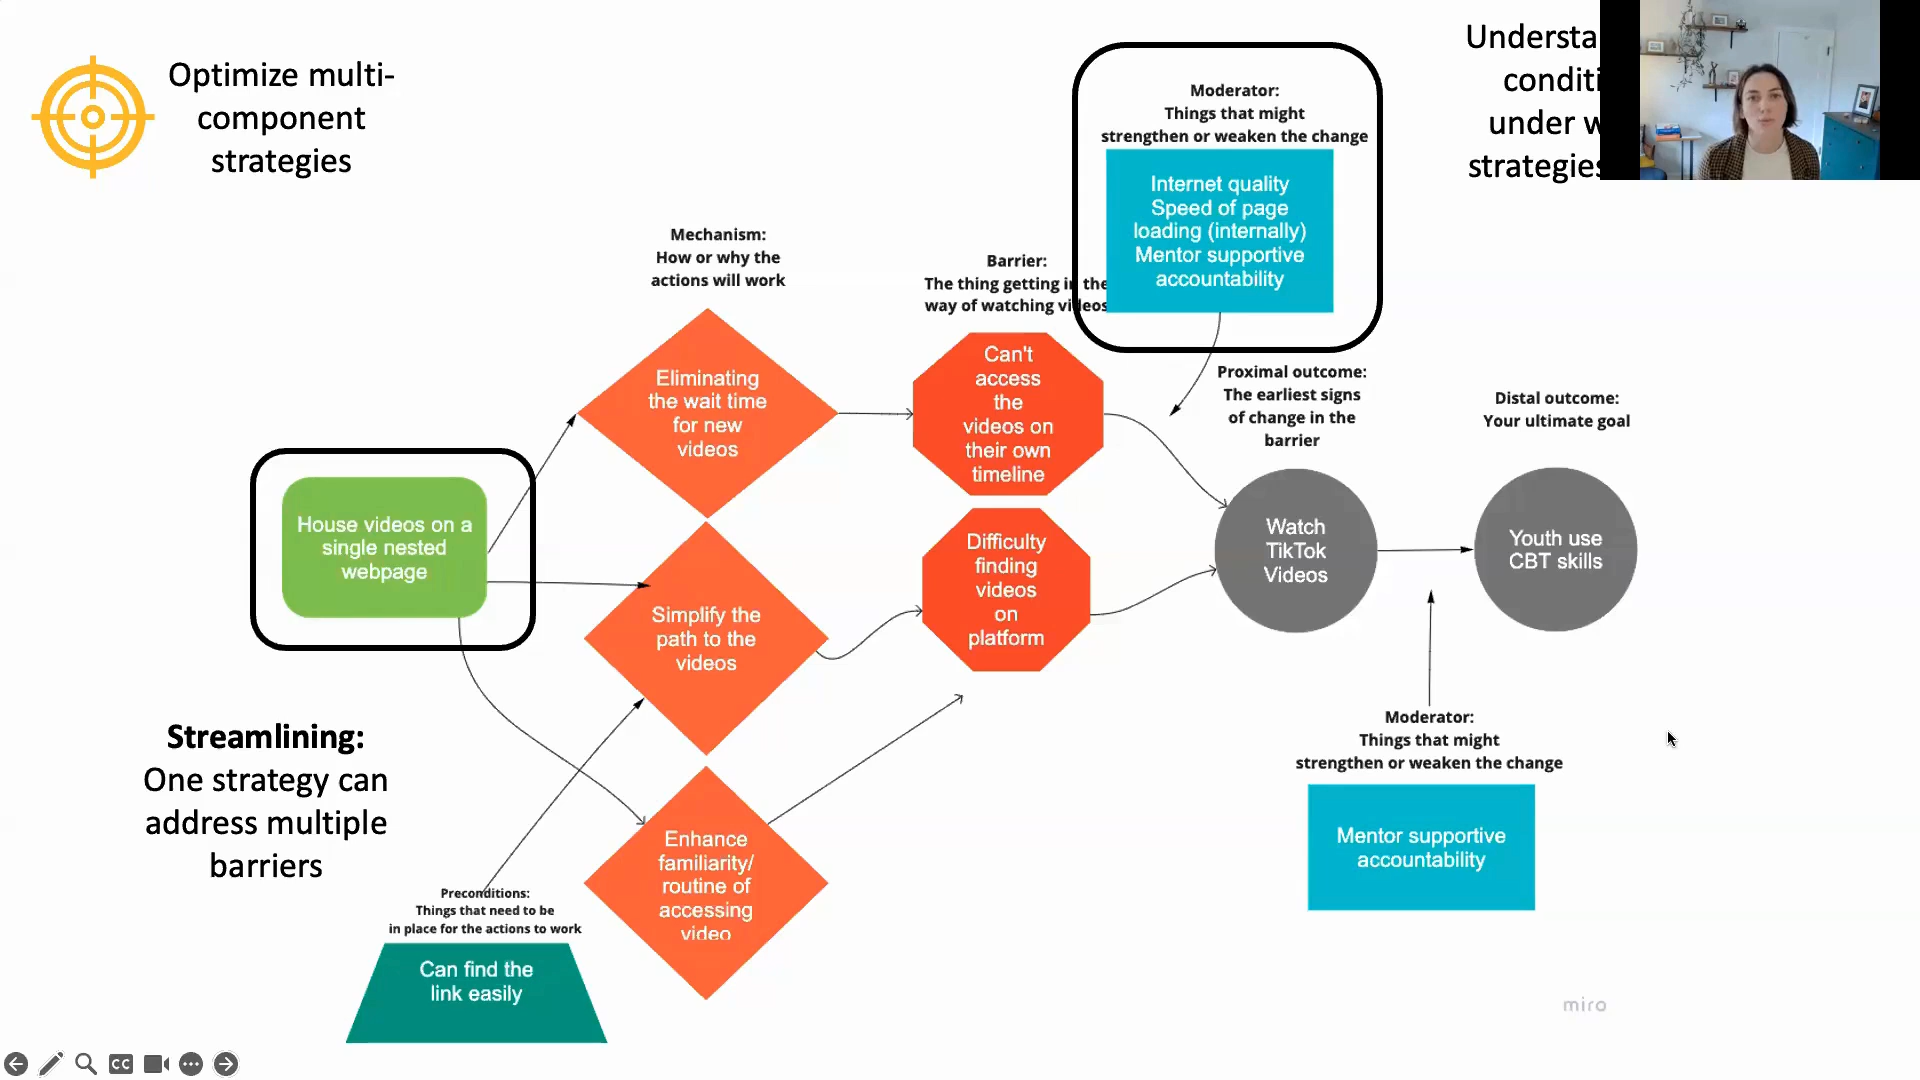 Optimize multi-
component
strategies
Understa
conditi
under w
strategies
Moderator:
Things that might
strengthen or weaken the change
Internet quality
Speed of page
loading (internally)
Mentor supportive
accountability
Mechanism:
How or why the
actions will work
Barrier:
The thing getting in the
way of watching videos
Eliminating
the wait time
for new
videos
Can't
access
the
videos on
their own
timeline
Proximal outcome:
The earliest signs
of change in the
barrier
Distal outcome:
Your ultimate goal
House videos on a
single nested
webpage
Simplify the
path to the
videos
Difficulty
finding
videos
on
platform
Watch
TikTok
Videos
Youth use
CBT skills
Streamlining:
One strategy can
address multiple
barriers
Enhance
familiarity/
routine of
accessing
video
Moderator:
Things that might
strengthen or weaken the change
Mentor supportive
accountability
Preconditions:
Things that need to be
in place for the actions to work
Can find the
link easily
miro
CC